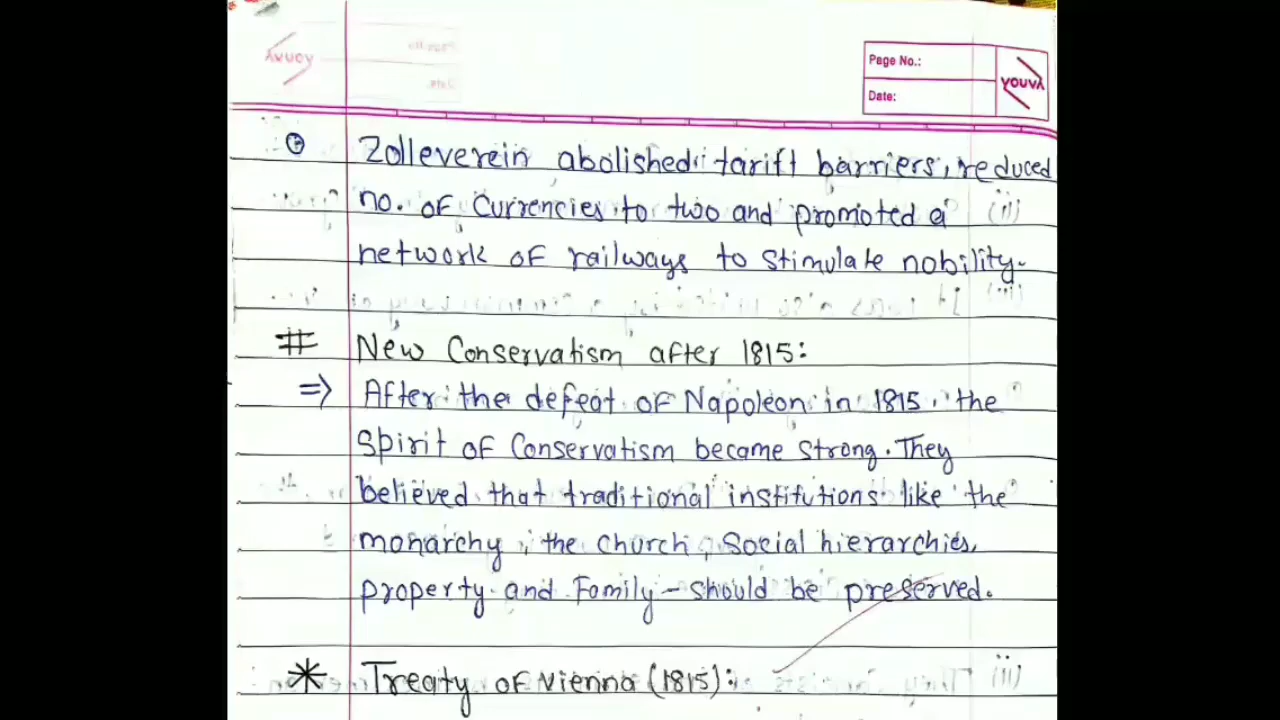 Page No.:
Date:
YOUVA
Zolleverein abolished tariff barriers, reduced
no. of currencies to two and promoted a
network of railways to stimulate nobility.
# New Conservatism after 1815:
⇒ After the defeat of Napoleon in 1815, the
spirit of conservatism became strong. They
believed that traditional institutions like the
monarchy, the church, social hierarchies,
property and family – should be preserved.
* Treaty of Vienna (1815):